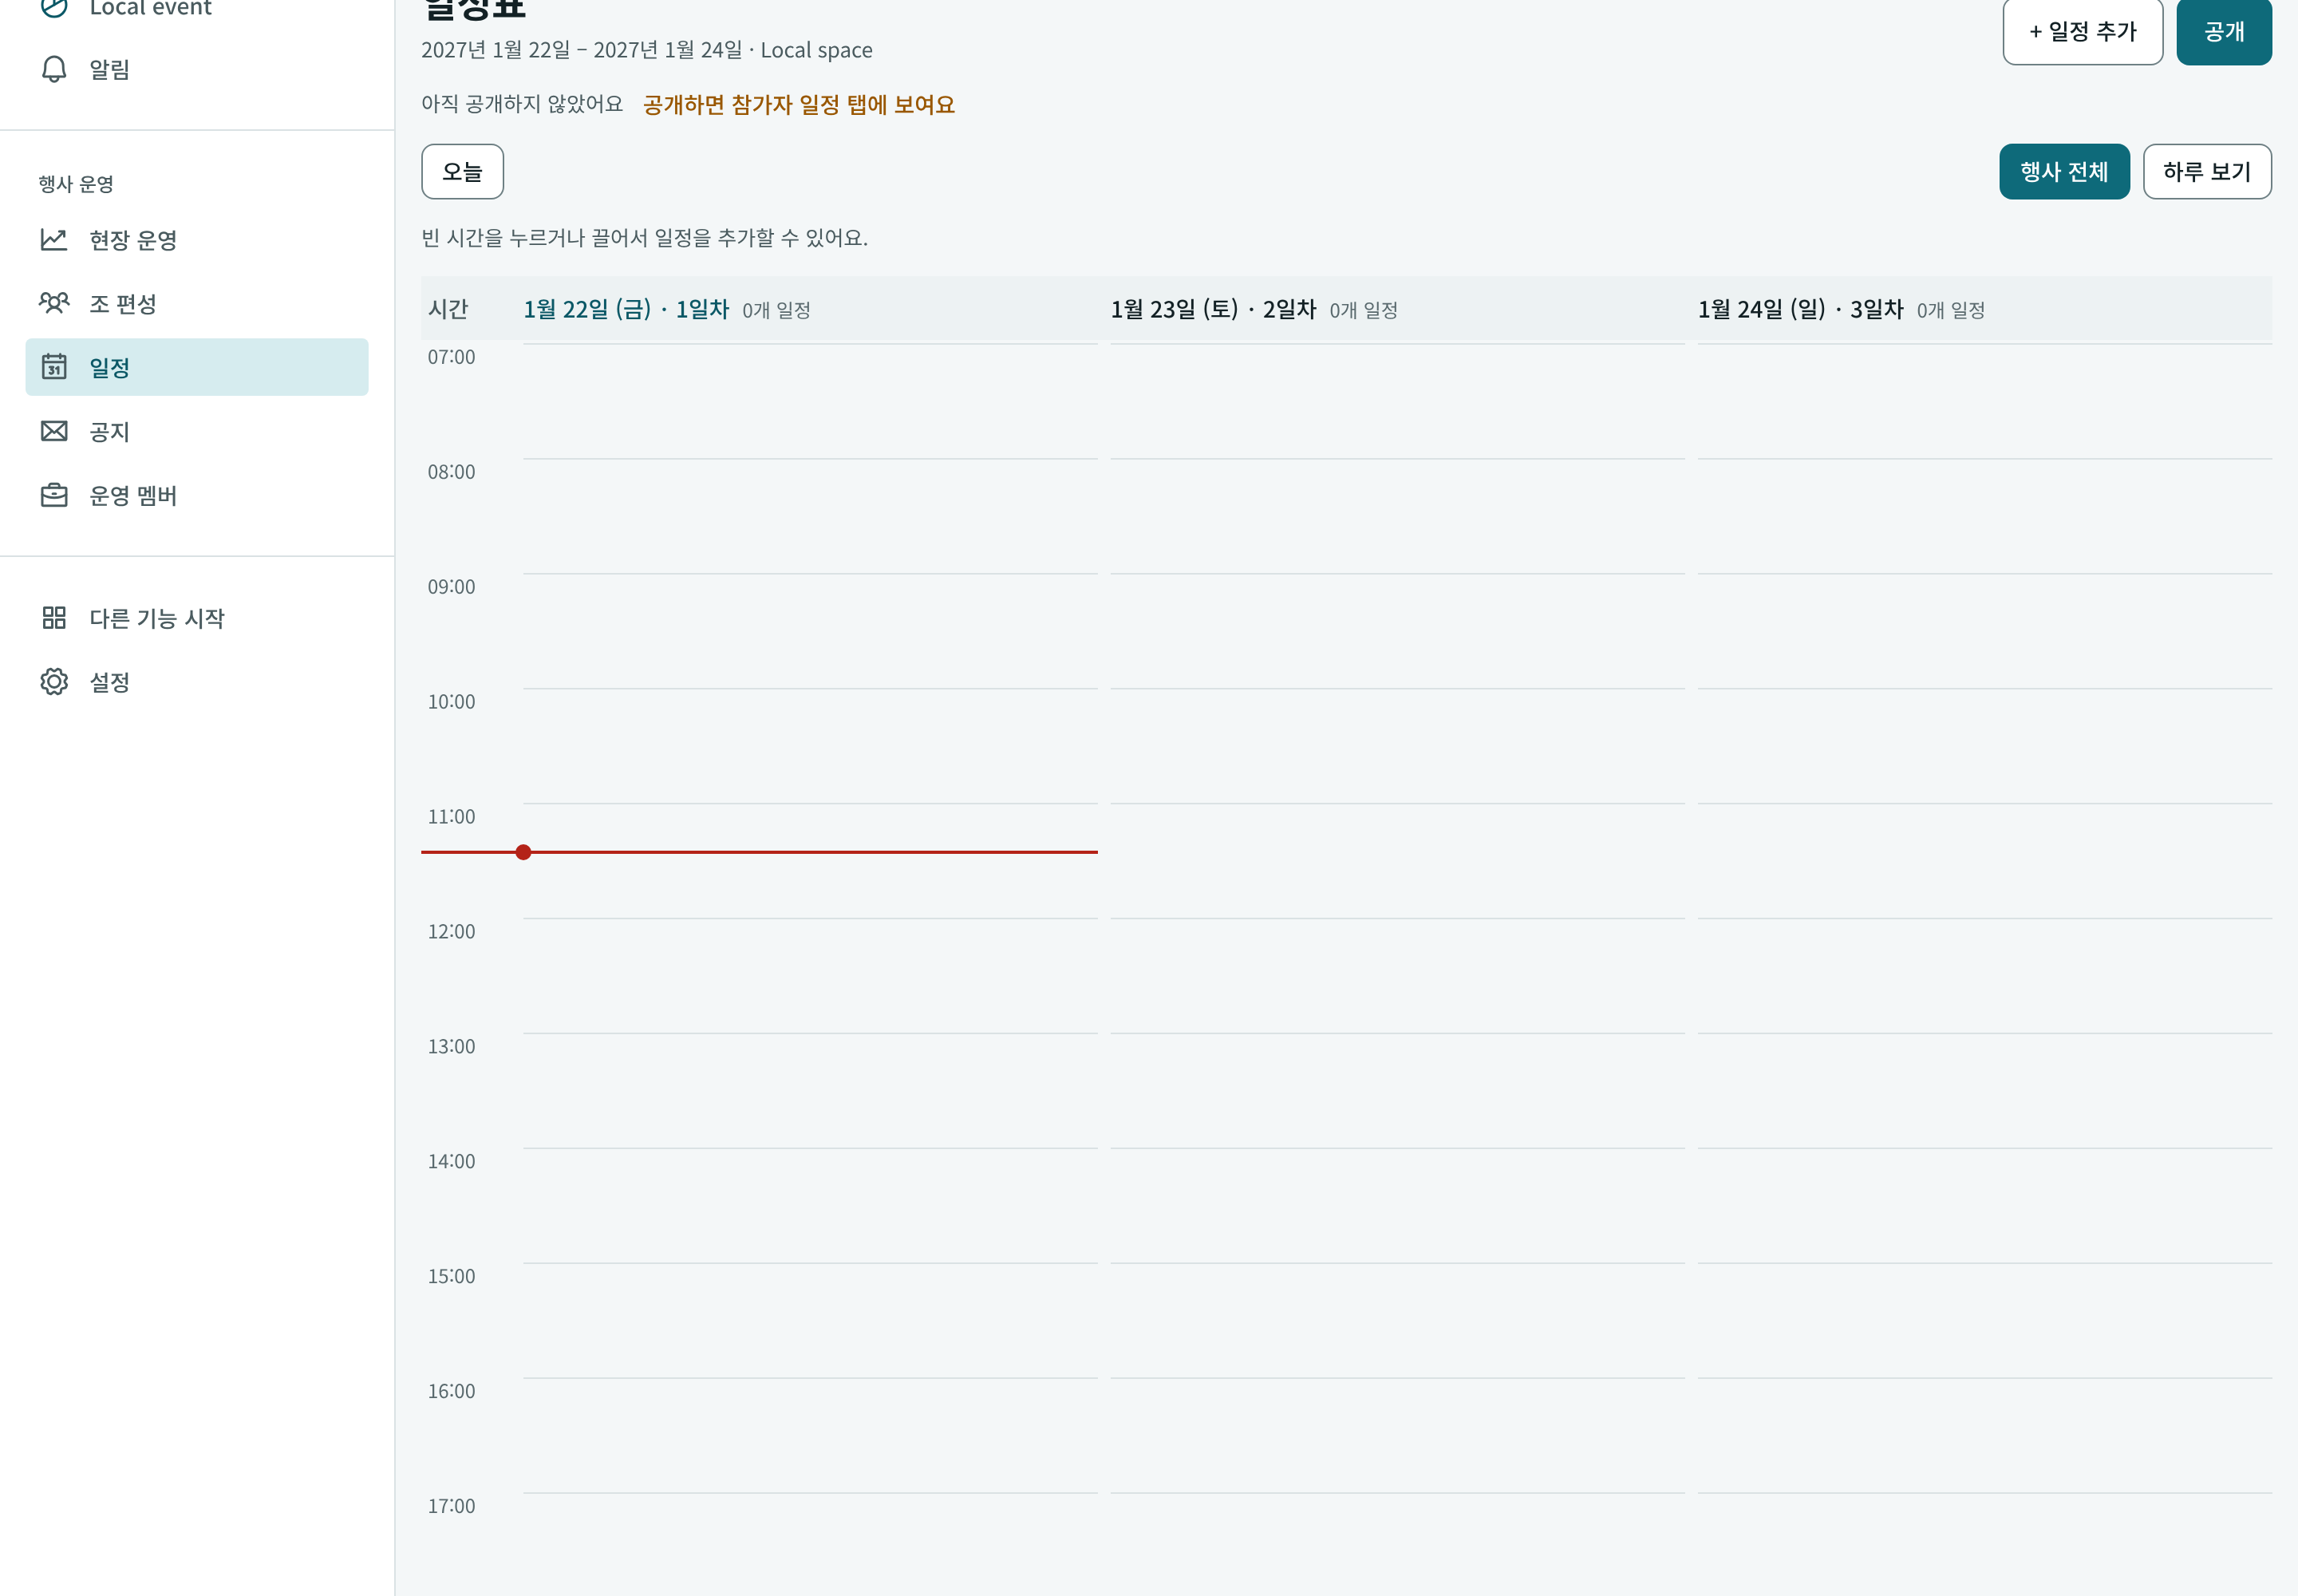 Local event
알림
행사 운영
현장 운영
조 편성
일정
31
공지
운영 멤버
다른 기능 시작
설정
일정표
2027년 1월 22일 – 2027년 1월 24일 · Local space
+ 일정 추가
공개
아직 공개하지 않았어요 공개하면 참가자 일정 탭에 보여요
오늘
행사 전체
하루 보기
빈 시간을 누르거나 끌어서 일정을 추가할 수 있어요.
시간 1월 22일 (금) · 1일차 0개 일정 1월 23일 (토) · 2일차 0개 일정 1월 24일 (일) · 3일차 0개 일정
07:00
08:00
09:00
10:00
11:00
12:00
13:00
14:00
15:00
16:00
17:00